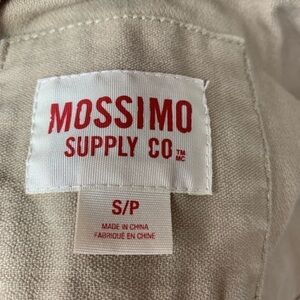 MOSSIMO
SUPPLY CO ™ MC
S/P
MADE IN CHINA
FABRIQUÉ EN CHINE